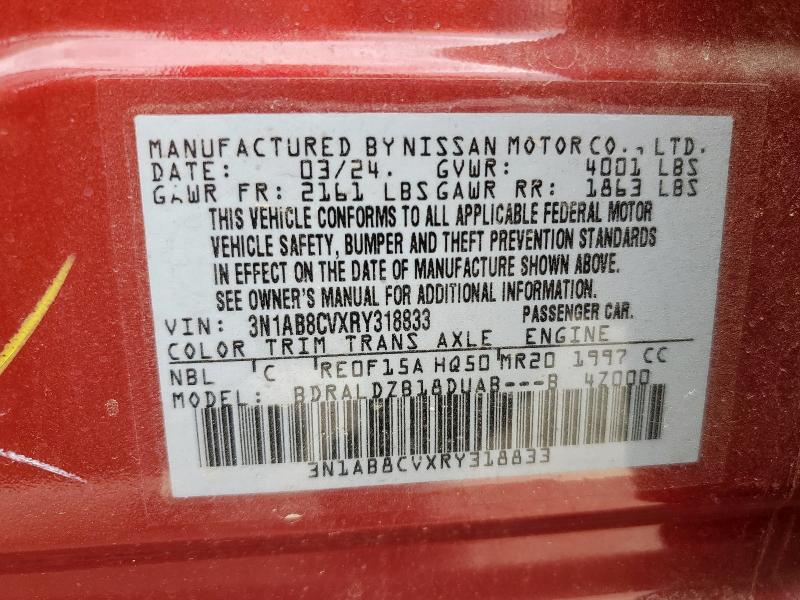 MANUFACTURED BY NISSAN MOTOR CO., LTD.
DATE: 03/24. GVWR: 4001 LBS
GAWR FR: 2161 LBS GAWR RR: 1863 LBS
THIS VEHICLE CONFORMS TO ALL APPLICABLE FEDERAL MOTOR
VEHICLE SAFETY, BUMPER AND THEFT PREVENTION STANDARDS
IN EFFECT ON THE DATE OF MANUFACTURE SHOWN ABOVE.
SEE OWNER'S MANUAL FOR ADDITIONAL INFORMATION.
VIN: 3N1AB8CVXRY318833 PASSENGER CAR.
COLOR TRIM TRANS AXLE ENGINE
NBL C RE0F15A HQ50 MR20 1997 CC
MODEL: BDRALDZB18DUAB---B 4Z000
3N1AB8CVXRY318833